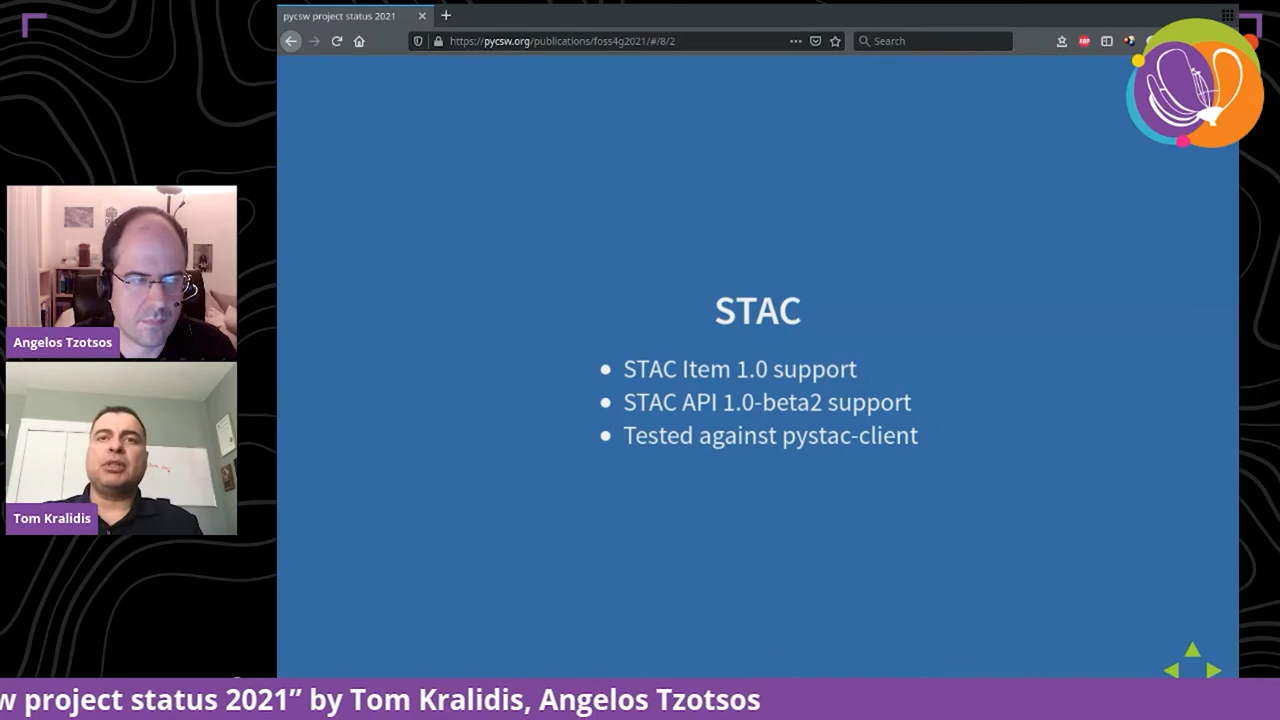 pycsw project status 2021
https://pycsw.org/publications/foss4g2021/#/8/2
Search
ABP
STAC
STAC Item 1.0 support
STAC API 1.0-beta2 support
Tested against pystac-client
Angelos Tzotsos
Tom Kralidis
w project status 2021” by Tom Kralidis, Angelos Tzotsos